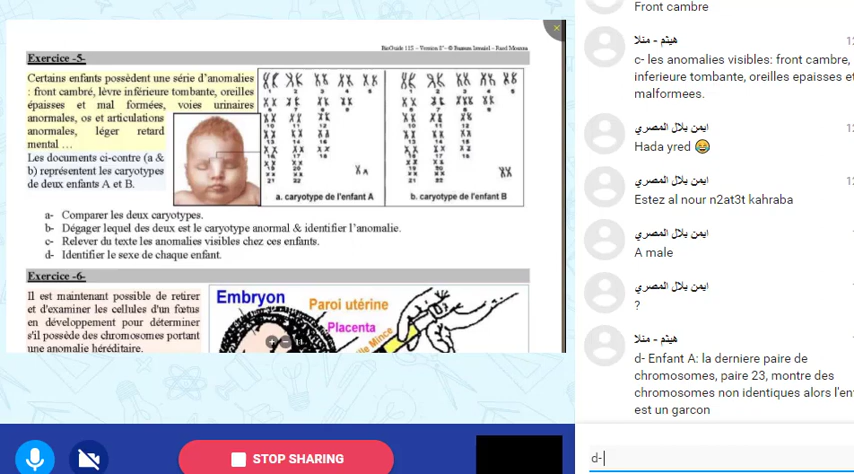 BioGuide 12S – Version 2° - © Bassam Ismaiel – Raed Moussa
Exercice -5-
Certains enfants possèdent une série d'anomalies
: front cambré, lèvre inférieure tombante, oreilles
épaisses et mal formées, voies urinaires
anormales, os et articulations
anormales, léger retard
mental …
Les documents ci-contre (a &
b) représentent les caryotypes
de deux enfants A et B.
a. caryotype de l'enfant A
b. caryotype de l'enfant B
a- Comparer les deux caryotypes.
b- Dégager lequel des deux est le caryotype anormal & identifier l'anomalie.
c- Relever du texte les anomalies visibles chez ces enfants.
d- Identifier le sexe de chaque enfant.
Exercice -6-
Il est maintenant possible de retirer
et d'examiner les cellules d'un fœtus
en développement pour déterminer
s'il possède des chromosomes portant
une anomalie héréditaire.
Embryon
Paroi utérine
Placenta
Mince
STOP SHARING
Front cambre
هيثم - منلا
c- les anomalies visibles: front cambre,
inferieure tombante, oreilles epaisses et
malformees.
ايمن بلال المصري
Hada yred 😂
ايمن بلال المصري
Estez al nour n2at3t kahraba
ايمن بلال المصري
A male
ايمن بلال المصري
?
هيثم - منلا
d- Enfant A: la derniere paire de
chromosomes, paire 23, montre des
chromosomes non identiques alors l'en
est un garcon
d-